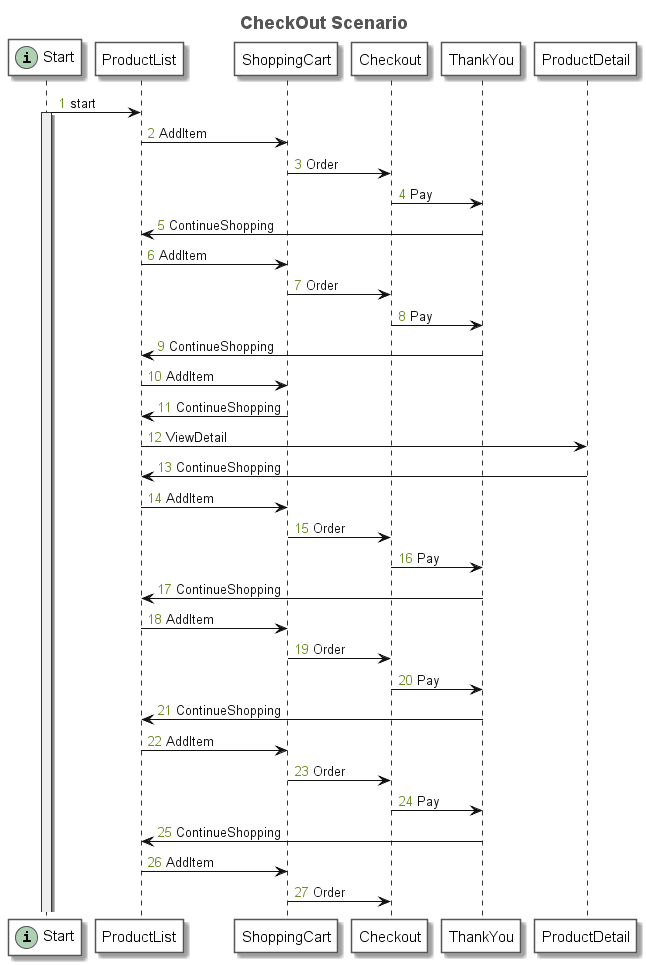 CheckOut Scenario
i Start ProductList ShoppingCart Checkout ThankYou ProductDetail
1 start
2 AddItem
3 Order
4 Pay
5 ContinueShopping
6 AddItem
7 Order
8 Pay
9 ContinueShopping
10 AddItem
11 ContinueShopping
12 ViewDetail
13 ContinueShopping
14 AddItem
15 Order
16 Pay
17 ContinueShopping
18 AddItem
19 Order
20 Pay
21 ContinueShopping
22 AddItem
23 Order
24 Pay
25 ContinueShopping
26 AddItem
27 Order
i Start ProductList ShoppingCart Checkout ThankYou ProductDetail